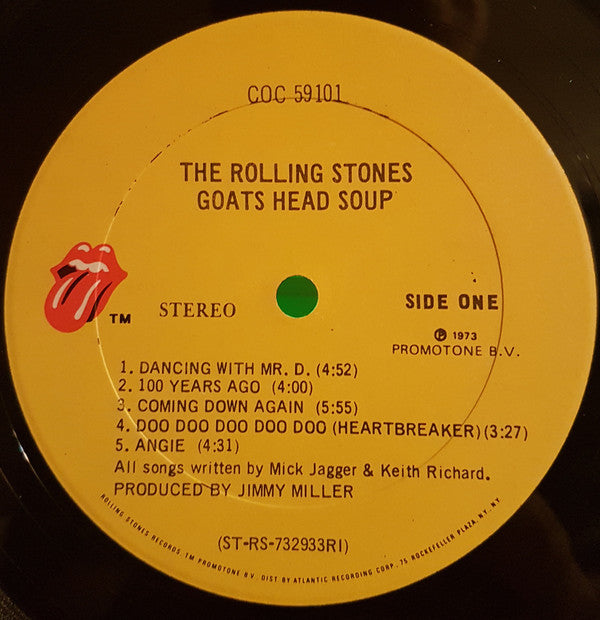 COC 59101
THE ROLLING STONES
GOATS HEAD SOUP
TM
STEREO
SIDE ONE
Ⓟ 1973
PROMOTONE B.V.
1. DANCING WITH MR. D. (4:52)
2. 100 YEARS AGO (4:00)
3. COMING DOWN AGAIN (5:55)
4. DOO DOO DOO DOO DOO (HEARTBREAKER) (3:27)
5. ANGIE (4:31)
All songs written by Mick Jagger & Keith Richard.
PRODUCED BY JIMMY MILLER
(ST-RS-732933RI)
ROLLING STONES RECORDS. TM PROMOTONE B.V. DIST BY ATLANTIC RECORDING CORP. 75 ROCKEFELLER PLAZA, NY. NY.